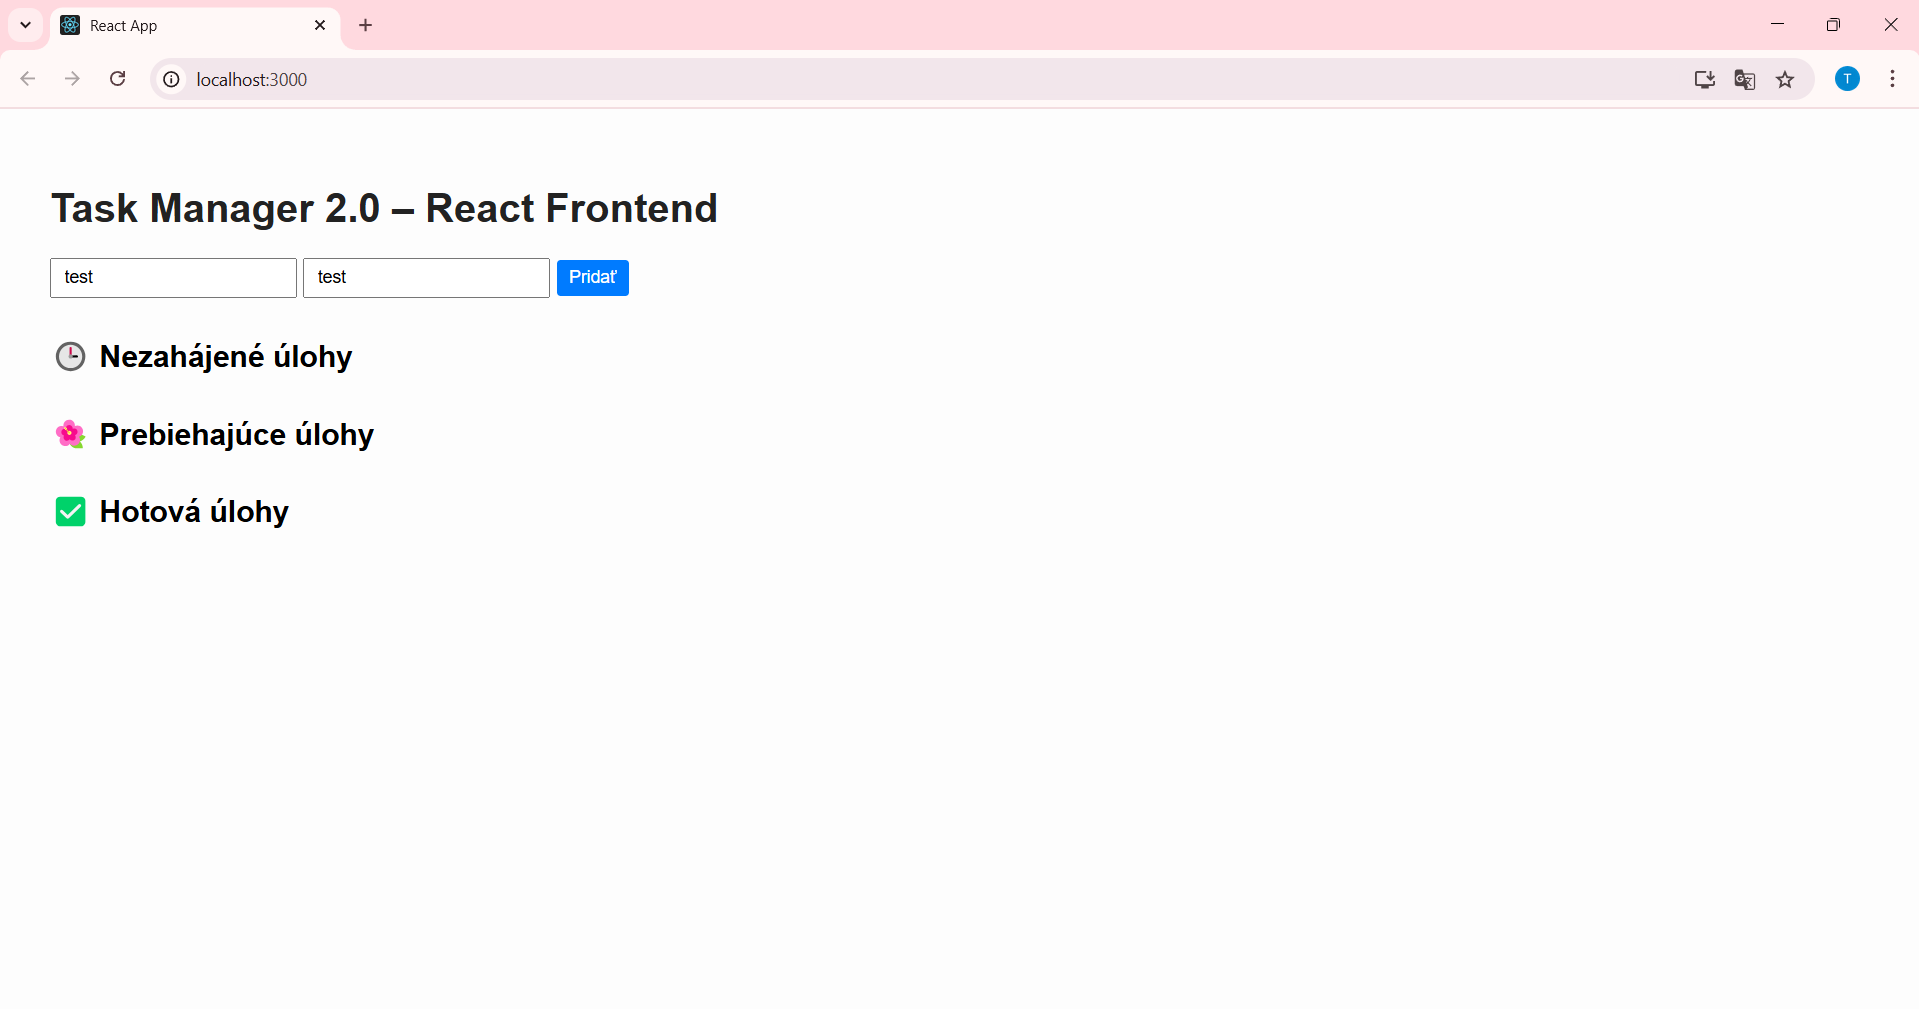 React App
localhost:3000
T
Task Manager 2.0 – React Frontend
test test Pridať
Nezahájené úlohy
Prebiehajúce úlohy
Hotová úlohy